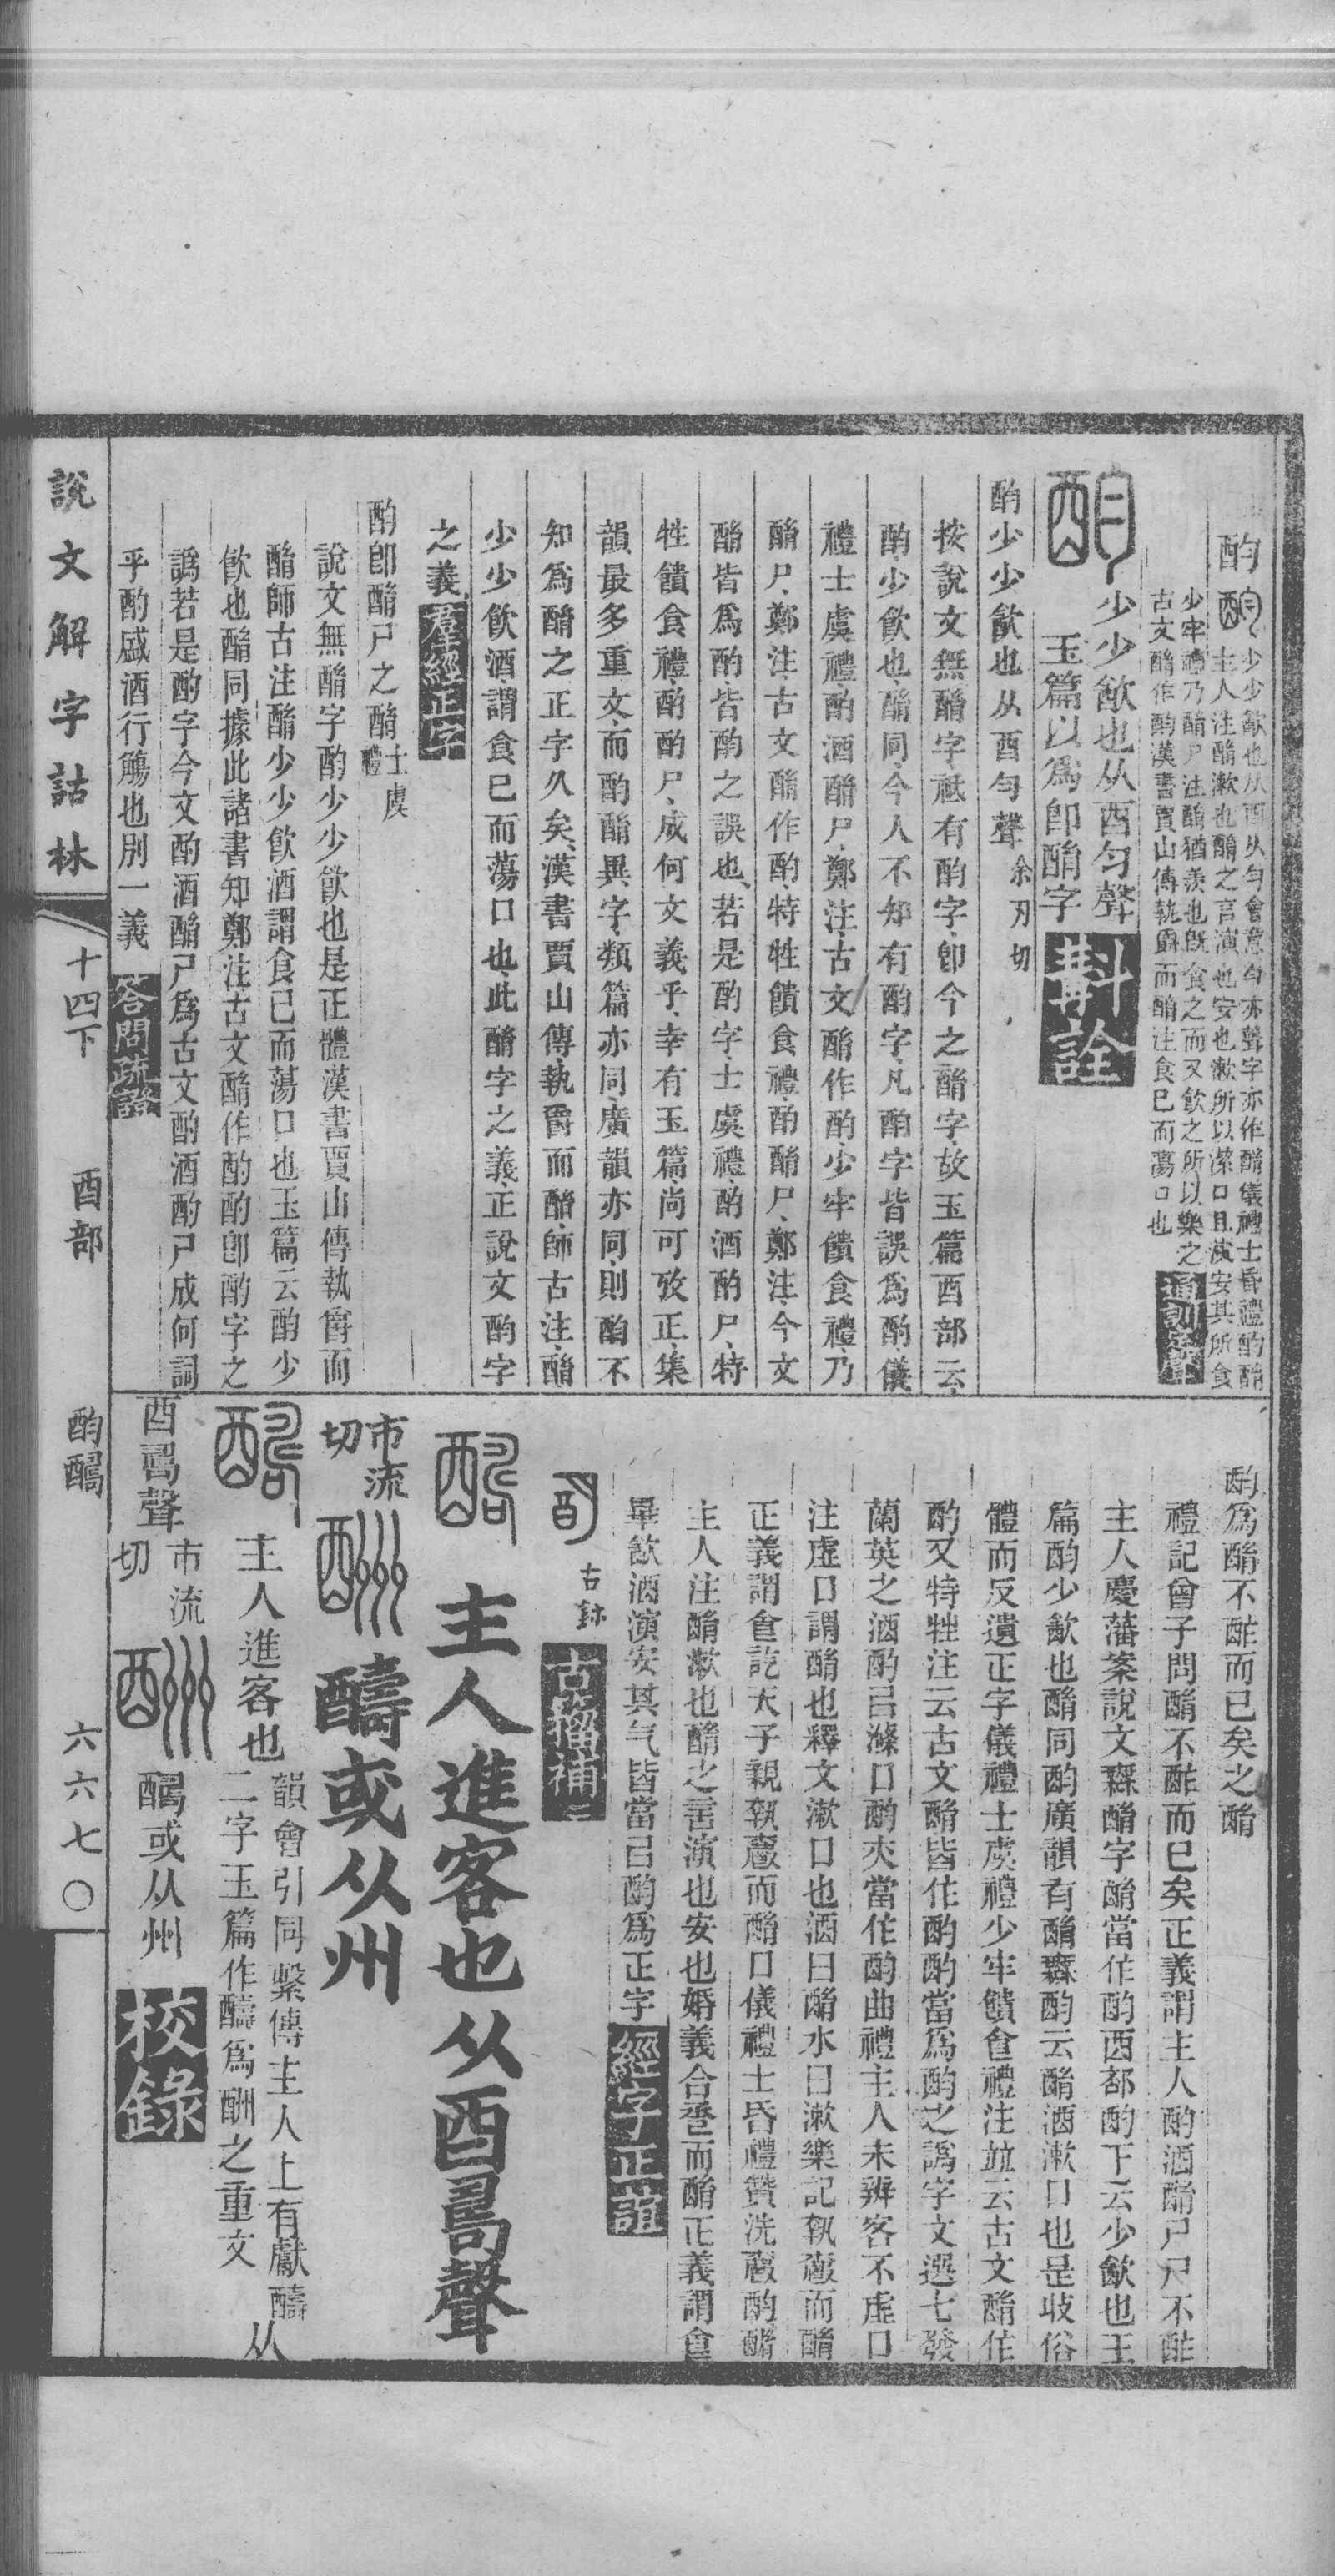 酳
少少歠也从酉从勻會意勻亦聲字亦作酳儀禮士昏禮酌酳
主人注酳漱也酳之言演也安也漱所以潔口且演安其所食
少牢禮乃酳尸注酳猶羡也旣食之而又飲之所以樂之
古文酳作酌漢書賈山傳執爵而酳注食已而蕩口也
通訓定聲
少少歠也从酉勻聲
玉篇以爲卽酳字
斠詮
酌少少歠也从酉勻聲余刃切
按說文無酳字祗有酌字卽今之酳字故玉篇酉部云
酌少歠也酳同今人不知有酌字凡酌字皆誤爲酌儀
禮士虞禮酌酒酳尸鄭注古文酳作酌少牢饋食禮乃
酳尸鄭注古文酳作酌特牲饋食禮酌酳尸鄭注今文
酳皆爲酌皆酌之誤也若是酌字士虞禮酌酒酌尸特
牲饋食禮酌酌尸成何文義乎幸有玉篇尚可攷正集
韻最多重文而酌酳異字類篇亦同廣韻亦同則酌不
知爲酳之正字久矣漢書賈山傳執爵而酳師古注酳
少少飲酒謂食已而蕩口也此酳字之義正說文酌字
之義
羣經正字
酌卽酳尸之酳士虞禮
說文無酳字酌少少歠也是正體漢書賈山傳執爵而
酳師古注酳少少飲酒謂食已而蕩口也玉篇云酌少
飲也酳同據此諸書知鄭注古文酳作酌酌卽酌字之
譌若是酌字今文酌酒酳尸爲古文酌酒酌尸成何詞
乎酌盛酒行觴也別一義
答問疏證
酌爲酳不酢而已矣之酳
禮記曾子問酳不酢而已矣正義謂主人酌酒酳尸尸不酢
主人慶藩案說文無酳字酳當作酌酉部酌下云少歠也玉
篇酌少歠也酳同酌廣韻有酳無酌云酳酒漱口也是歧俗
體而反遺正字儀禮士虞禮少牢饋食禮注竝云古文酳作
酌又特牲注云古文酳皆作酌酌當爲酌之譌字文選七發
蘭英之酒酌吕滌口酌夾當作酌曲禮主人未辨客不虛口
注虛口謂酳也釋文漱口也酒曰酳水曰漱樂記執爵而酳
正義謂食訖天子親執爵而酳口儀禮士昏禮贊洗爵酌酳
主人注酳漱也酳之言演也安也婚義合巹而酳正義謂食
畢飲酒演安其气皆當吕酌爲正字
經字正誼
古鉨
古籀補
主人進客也从酉𠷎聲
市流切
醻或从州
主人進客也
韻會引同繫傳主人上有獻醻
二字玉篇作醻爲酬之重文
从
酉𠷎聲市流切
醻或从州
校錄
說文解字詁林
十四下
酉部
酌醻
六六七〇